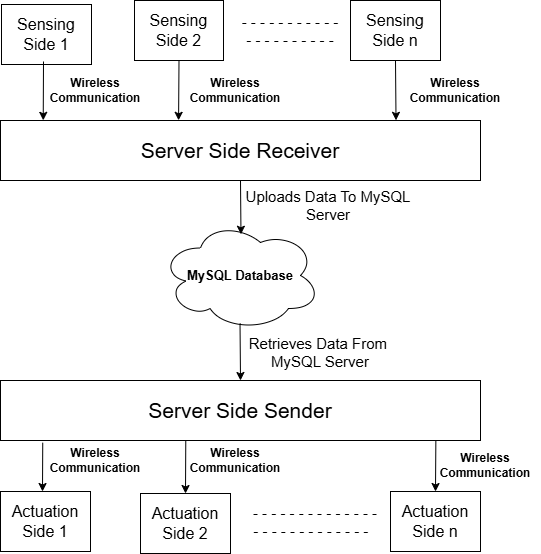 Sensing
Side 1
Sensing
Side 2
Sensing
Side n
Wireless
Communication
Wireless
Communication
Wireless
Communication
Server Side Receiver
Uploads Data To MySQL
Server
MySQL Database
Retrieves Data From
MySQL Server
Server Side Sender
Wireless
Communication
Wireless
Communication
Wireless
Communication
Actuation
Side 1
Actuation
Side 2
Actuation
Side n